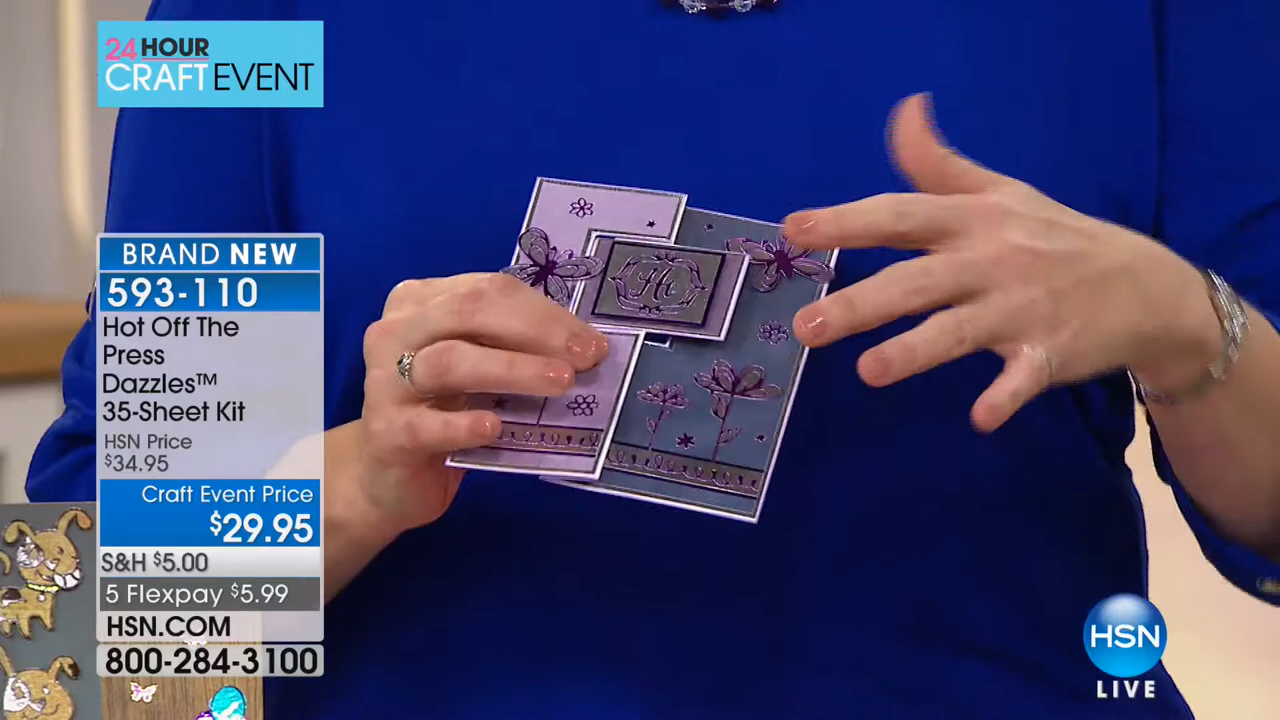 24 HOUR
CRAFT EVENT
BRAND NEW
593-110
Hot Off The
Press
Dazzles™
35-Sheet Kit
HSN Price
$34.95
Craft Event Price
$29.95
S&H $5.00
5 Flexpay $5.99
HSN.COM
800-284-3100
Hi
HSN
LIVE